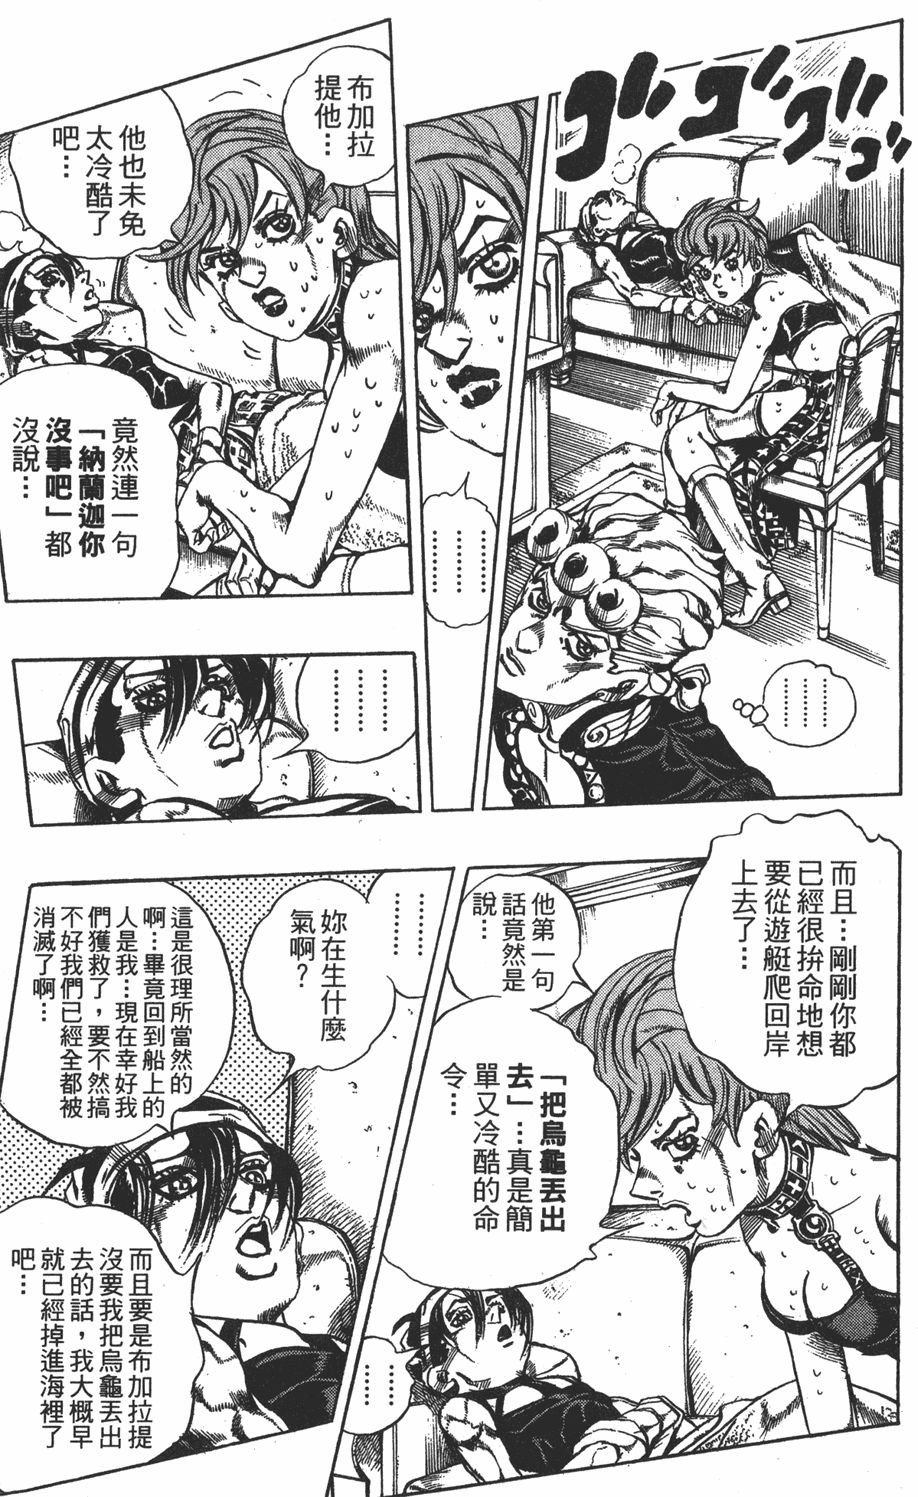 ゴゴゴゴ
………
………
………
………
………
………
布加拉
提他…
他也未免
太冷酷了
吧…
竟然連一句
「納蘭迦你
沒事吧」都
沒說…
………
………
而且…剛剛你都
已經很拚命地想
要從遊艇爬回岸
上去了…
他第一句
話竟然是
說…
「把烏龜丟出
去」…真是簡
單又冷酷的命
令…
………
………
………
………
妳在生什麼
氣啊？
這是很理所當然的
啊…畢竟回到船上的
人是我…現在幸好我
們獲救了，要不然搞
不好我們已經全都被
消滅了啊…
而且要是布加拉提
沒要我把烏龜丟出
去的話，我大概早
就已經掉進海裡了
吧…